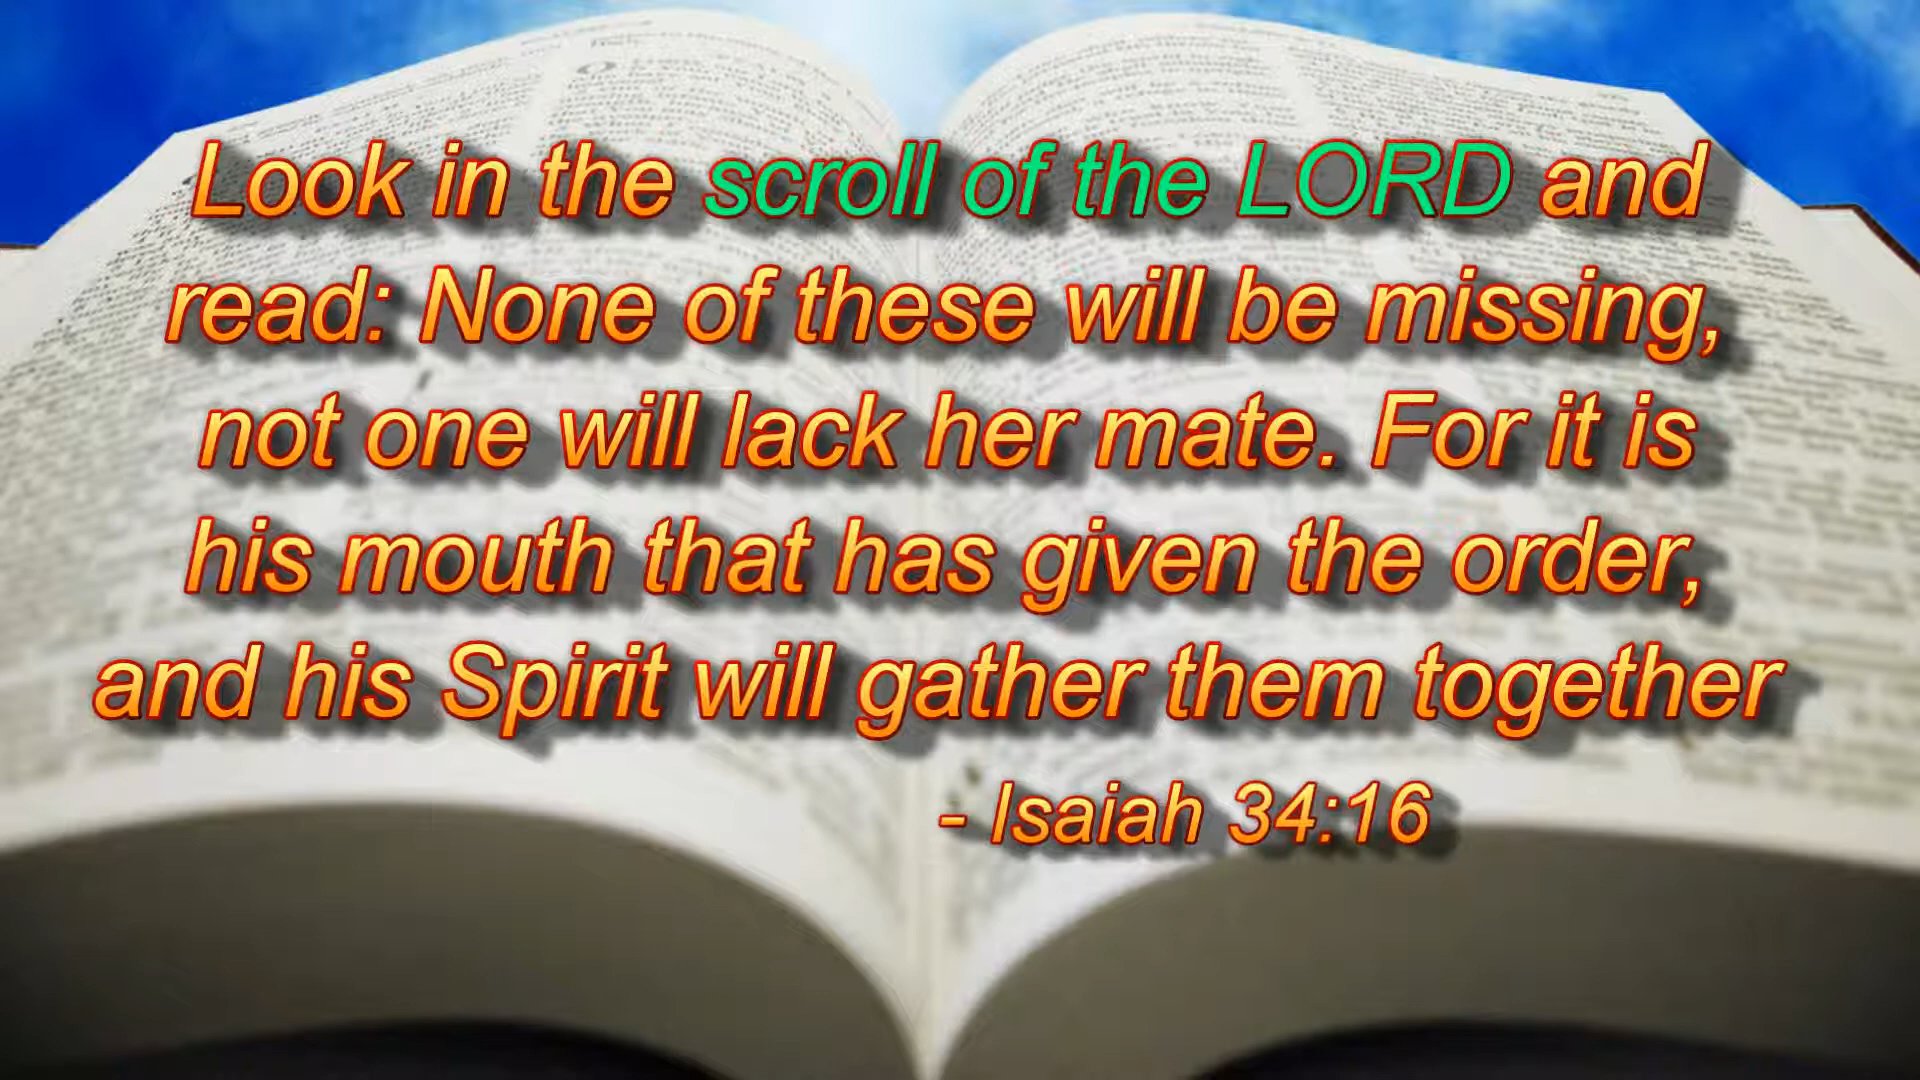 Look in the scroll of the LORD and
read: None of these will be missing,
not one will lack her mate. For it is
his mouth that has given the order,
and his Spirit will gather them together
- Isaiah 34:16